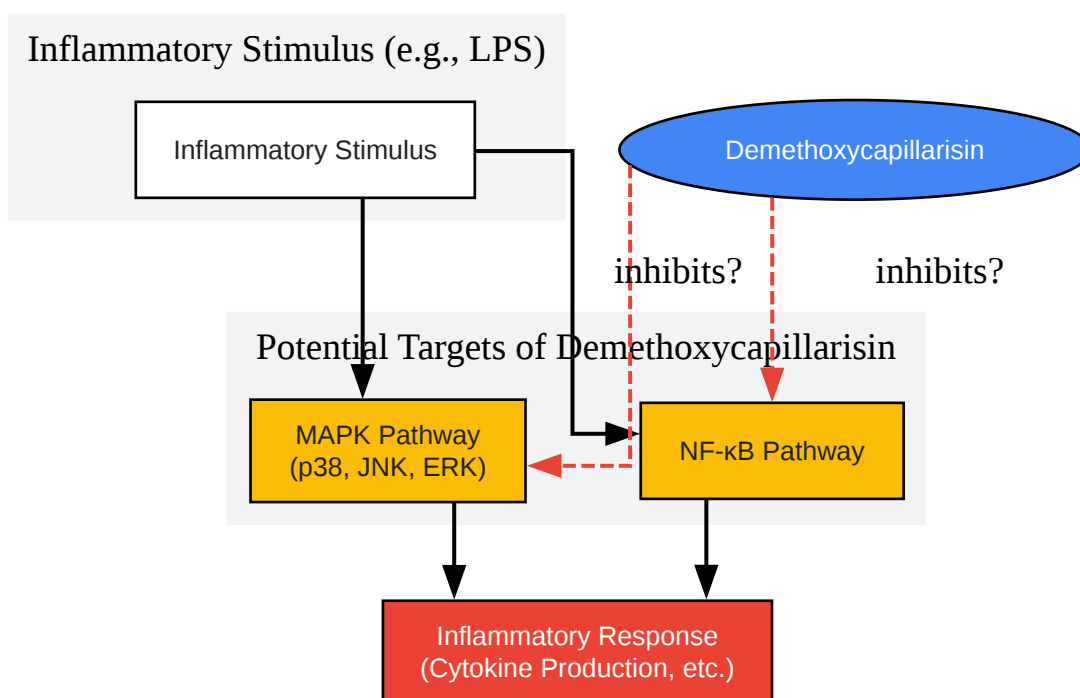 Inflammatory Stimulus (e.g., LPS)
Inflammatory Stimulus
Demethoxycapillarisin
inhibits?
inhibits?
Potential Targets of Demethoxycapillarisin
MAPK Pathway
(p38, JNK, ERK)
NF-κB Pathway
Inflammatory Response
(Cytokine Production, etc.)